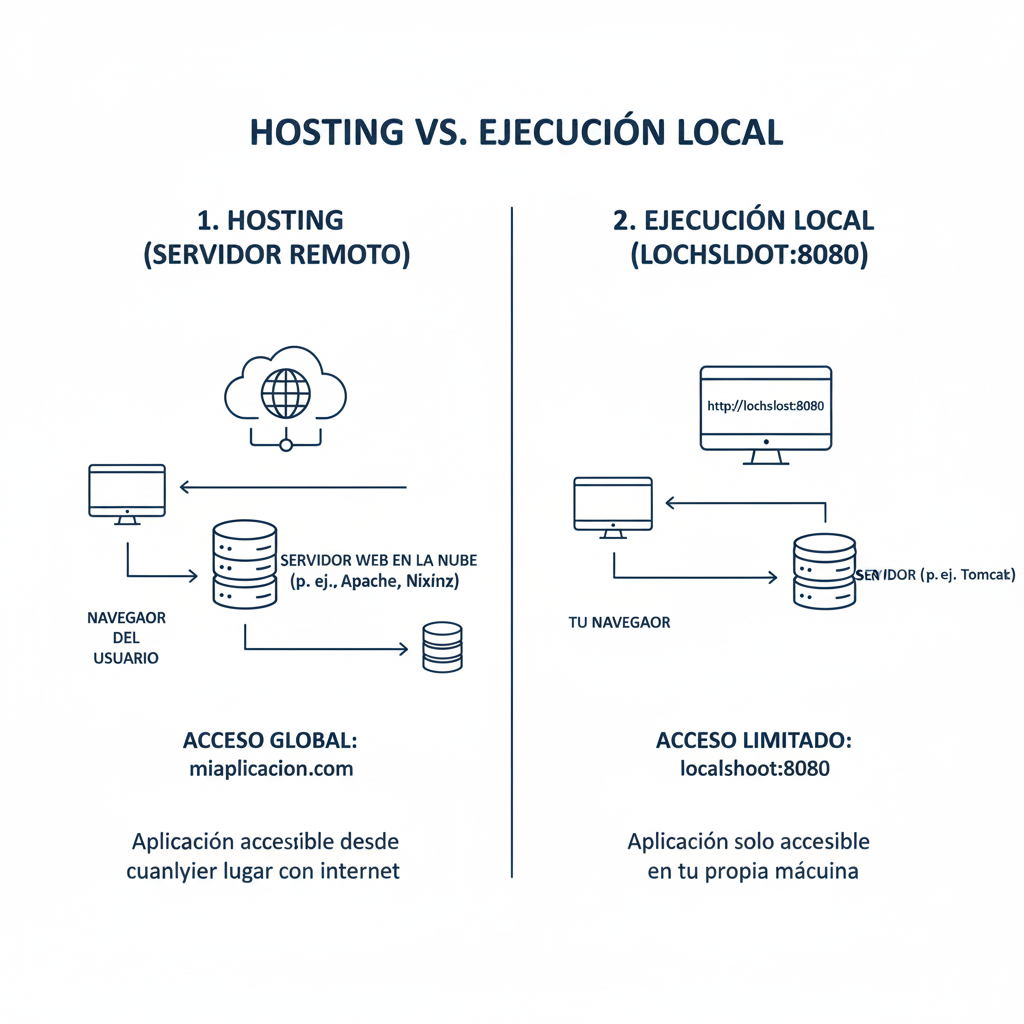 HOSTING VS. EJECUCIÓN LOCAL
1. HOSTING
(SERVIDOR REMOTO)
NAVEGAOR
DEL
USUARIO
SERVIDOR WEB EN LA NUBE
(p. ej., Apache, Nixinz)
ACCESO GLOBAL:
miaplicacion.com
Aplicación accesible desde
cuanlyier lugar con internet
2. EJECUCIÓN LOCAL
(LOCHSLDOT:8080)
http://lochslost:8080
TU NAVEGAOR
SERVIDOR (p. ej. Tomcat)
ACCESO LIMITADO:
localshoot:8080
Aplicación solo accesible
en tu propia mácuina